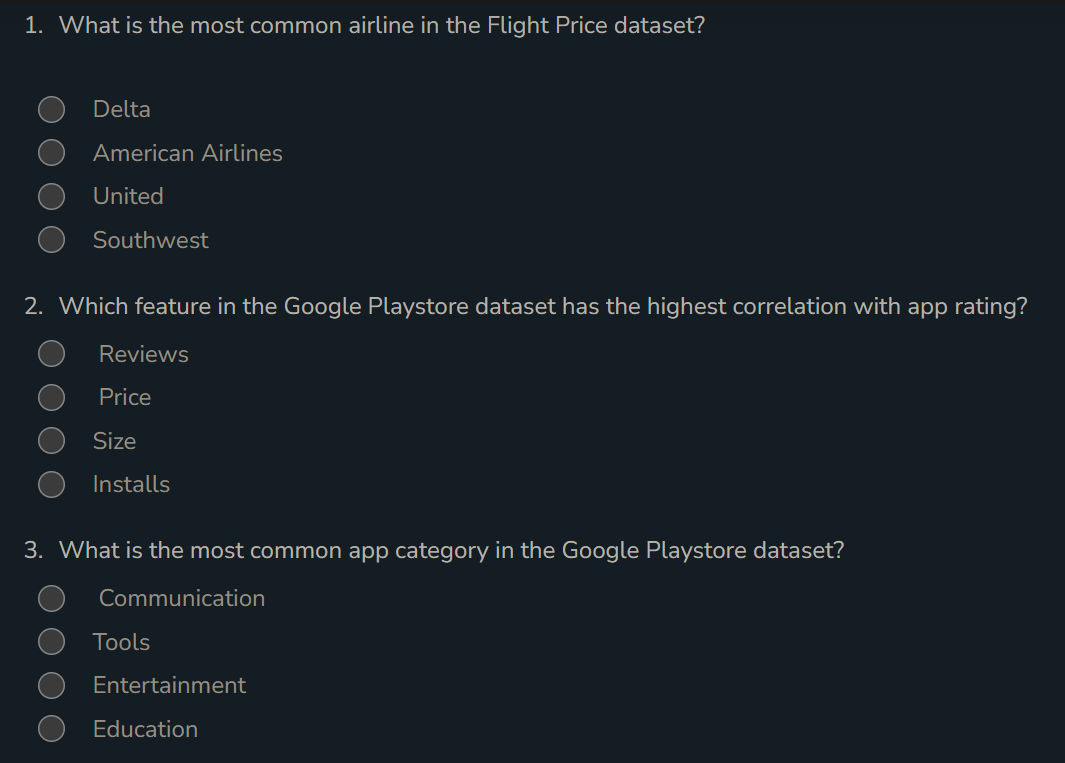 1. What is the most common airline in the Flight Price dataset?
Delta
American Airlines
United
Southwest
2. Which feature in the Google Playstore dataset has the highest correlation with app rating?
Reviews
Price
Size
Installs
3. What is the most common app category in the Google Playstore dataset?
Communication
Tools
Entertainment
Education